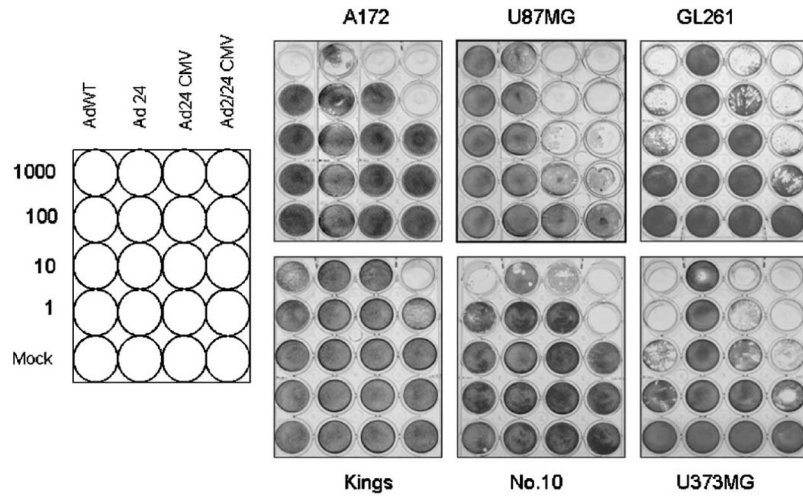 A172 U87MG GL261
AdWT Ad 24 Ad24 CMV Ad2/24 CMV
1000
100
10
1
Mock
Kings No.10 U373MG